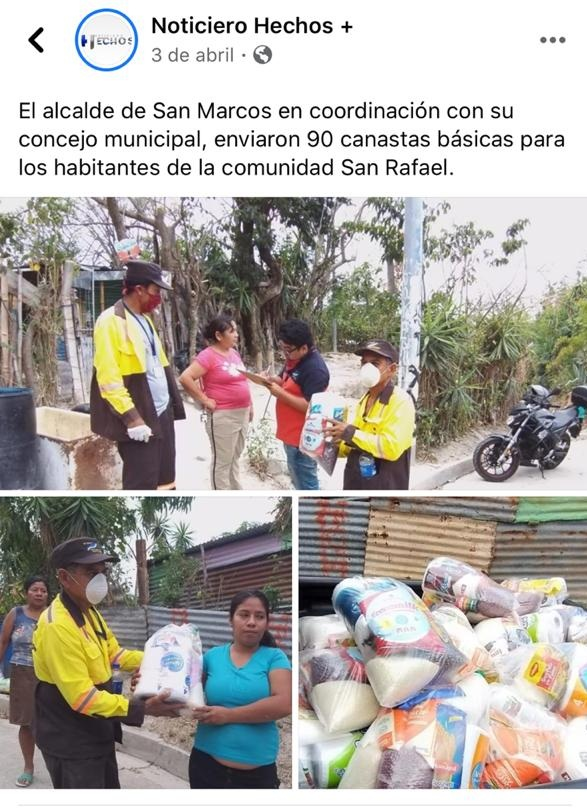 Noticiero Hechos +
HECHOS
3 de abril ·
El alcalde de San Marcos en coordinación con su
concejo municipal, enviaron 90 canastas básicas para
los habitantes de la comunidad San Rafael.